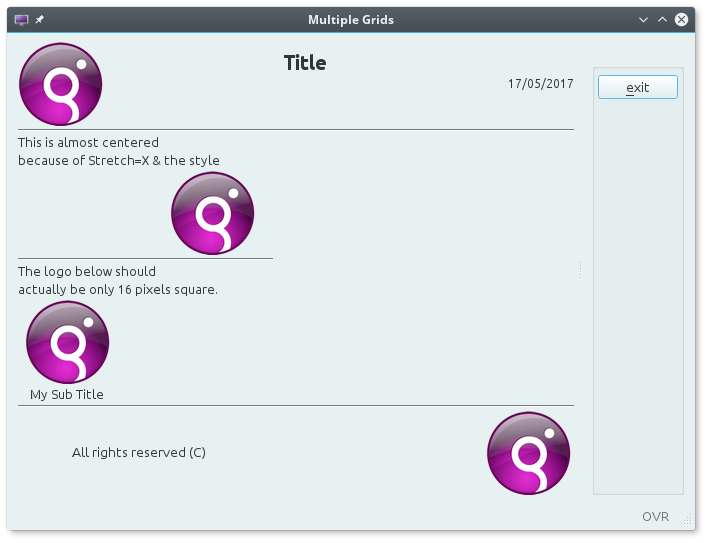 Multiple Grids
Title
17/05/2017
exit
This is almost centered
because of Stretch=X & the style
The logo below should
actually be only 16 pixels square.
My Sub Title
All rights reserved (C)
OVR